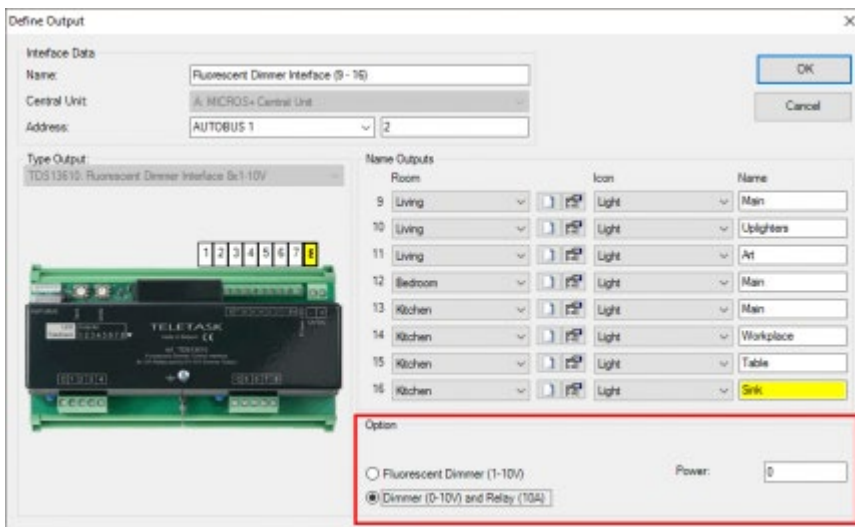 Define Output
Interface Data
Name: Fluorescent Dimmer Interface (9 - 16)
Central Unit A: MICROS+ Central Unit
Address: AUTOBUS 1 2
OK
Cancel
Type Output:
TDS13610: Fluorescent Dimmer Interface 8x1-10V
1 2 3 4 5 6 7 8
TELETASK
Name Outputs
Room Icon Name
9 Living Light Main
10 Living Light Uplighters
11 Living Light Art
12 Bedroom Light Main
13 Kitchen Light Main
14 Kitchen Light Workplace
15 Kitchen Light Table
16 Kitchen Light Sink
Option
Fluorescent Dimmer (1-10V)
Power: 0
Dimmer (0-10V) and Relay (10A)